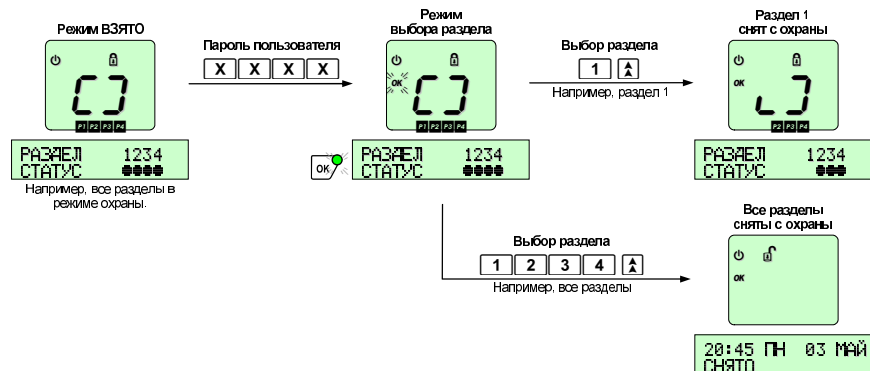 Режим ВЗЯТО
P1 P2 P3 P4
РАЗДЕЛ 1234
СТАТУС
Например, все разделы в
режиме охраны.
Пароль пользователя
X X X X
Режим
выбора раздела
OK
P1 P2 P3 P4
OK
РАЗДЕЛ 1234
СТАТУС
Выбор раздела
1
Например, раздел 1
Раздел 1
снят с охраны
OK
P2 P3 P4
РАЗДЕЛ 1234
СТАТУС
Выбор раздела
1 2 3 4
Например, все разделы
Все разделы
сняты с охраны
OK
20:45 ПН 03 МАЙ
СНЯТО